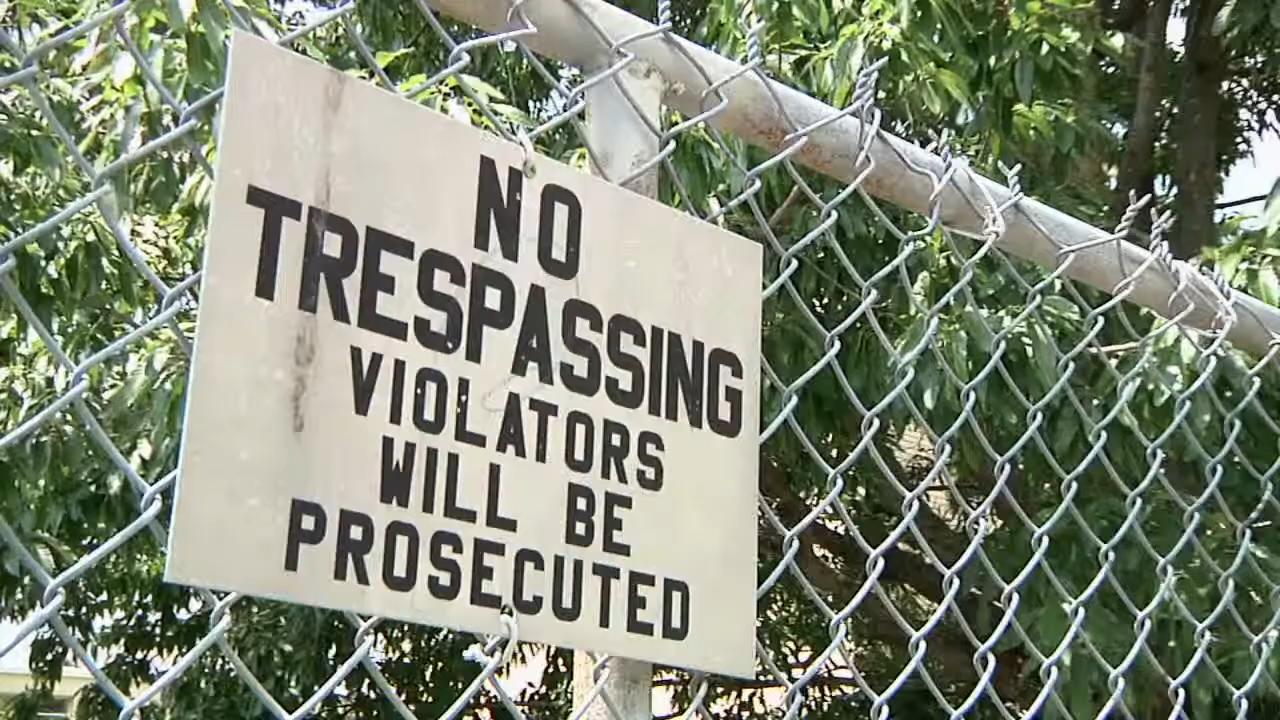 NO
TRESPASSING
VIOLATORS
WILL BE
PROSECUTED